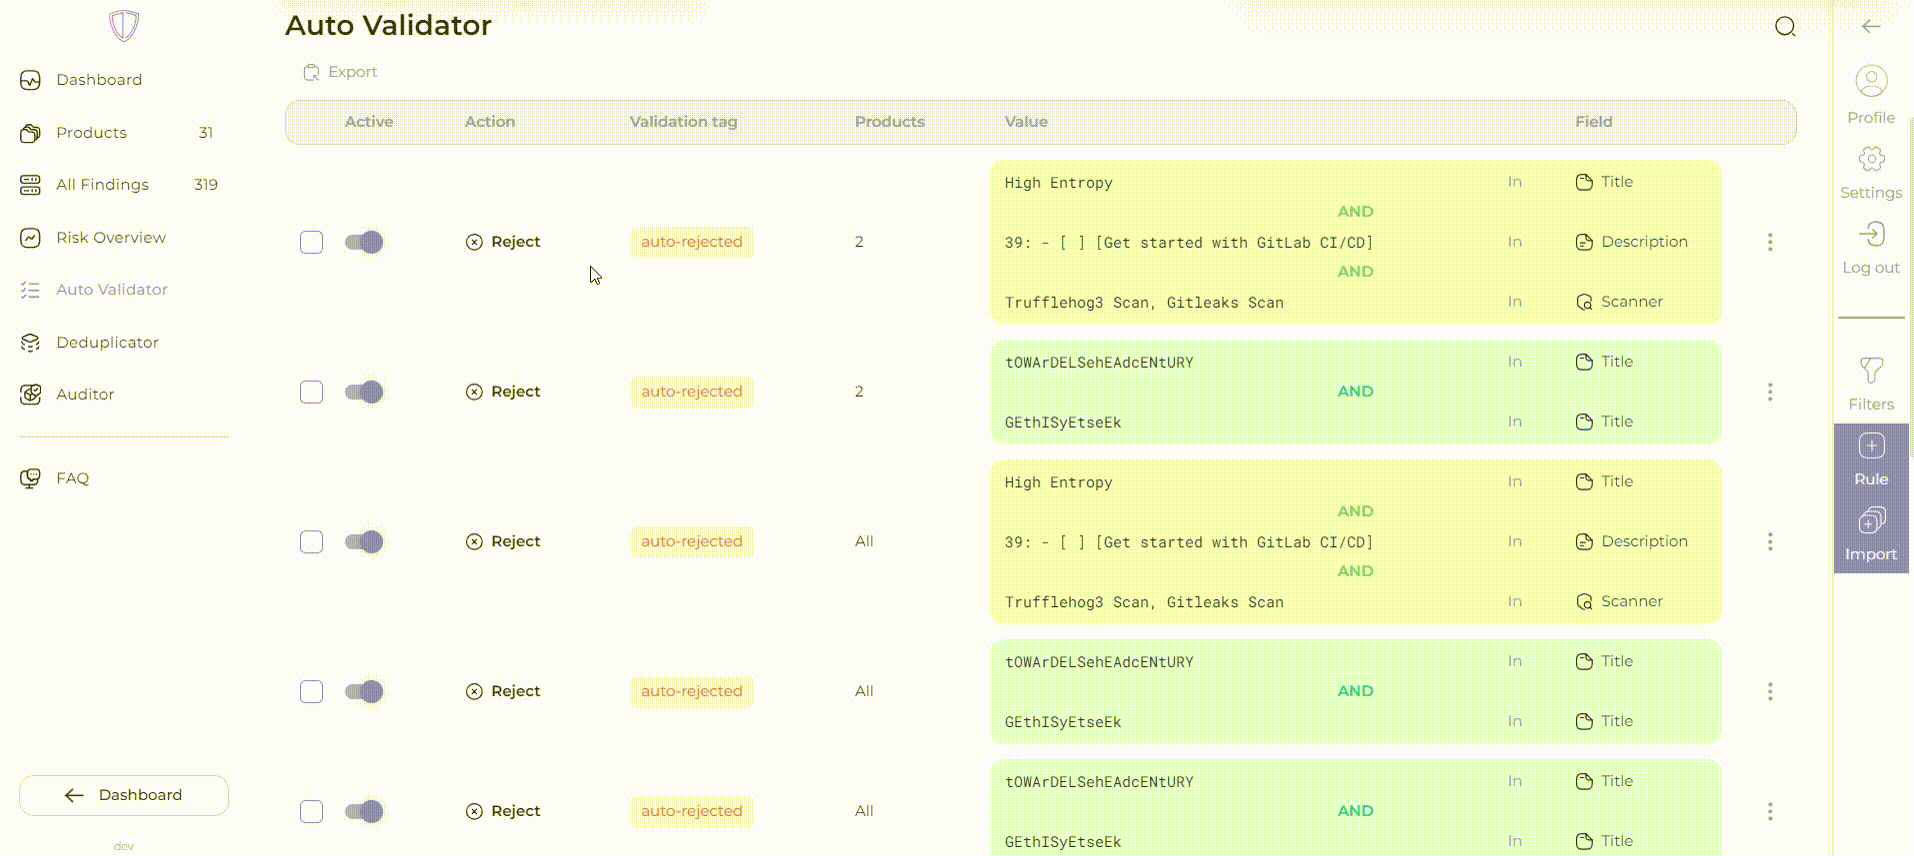 Auto Validator
Export
Dashboard
Products 31
All Findings 319
Risk Overview
Auto Validator
Deduplicator
Auditor
FAQ
Dashboard
dev
Active Action Validation tag Products Value Field
Reject auto-rejected 2
High Entropy In Title
AND
39: - [ ] [Get started with GitLab CI/CD] In Description
AND
Trufflehog3 Scan, Gitleaks Scan In Scanner
Reject auto-rejected 2
tOWArDELSehEAdcENtURY In Title
AND
GEthISyEtseEk In Title
Reject auto-rejected All
High Entropy In Title
AND
39: - [ ] [Get started with GitLab CI/CD] In Description
AND
Trufflehog3 Scan, Gitleaks Scan In Scanner
Reject auto-rejected All
tOWArDELSehEAdcENtURY In Title
AND
GEthISyEtseEk In Title
Reject auto-rejected All
tOWArDELSehEAdcENtURY In Title
AND
GEthISyEtseEk In Title
Profile
Settings
Log out
Filters
Rule
Import